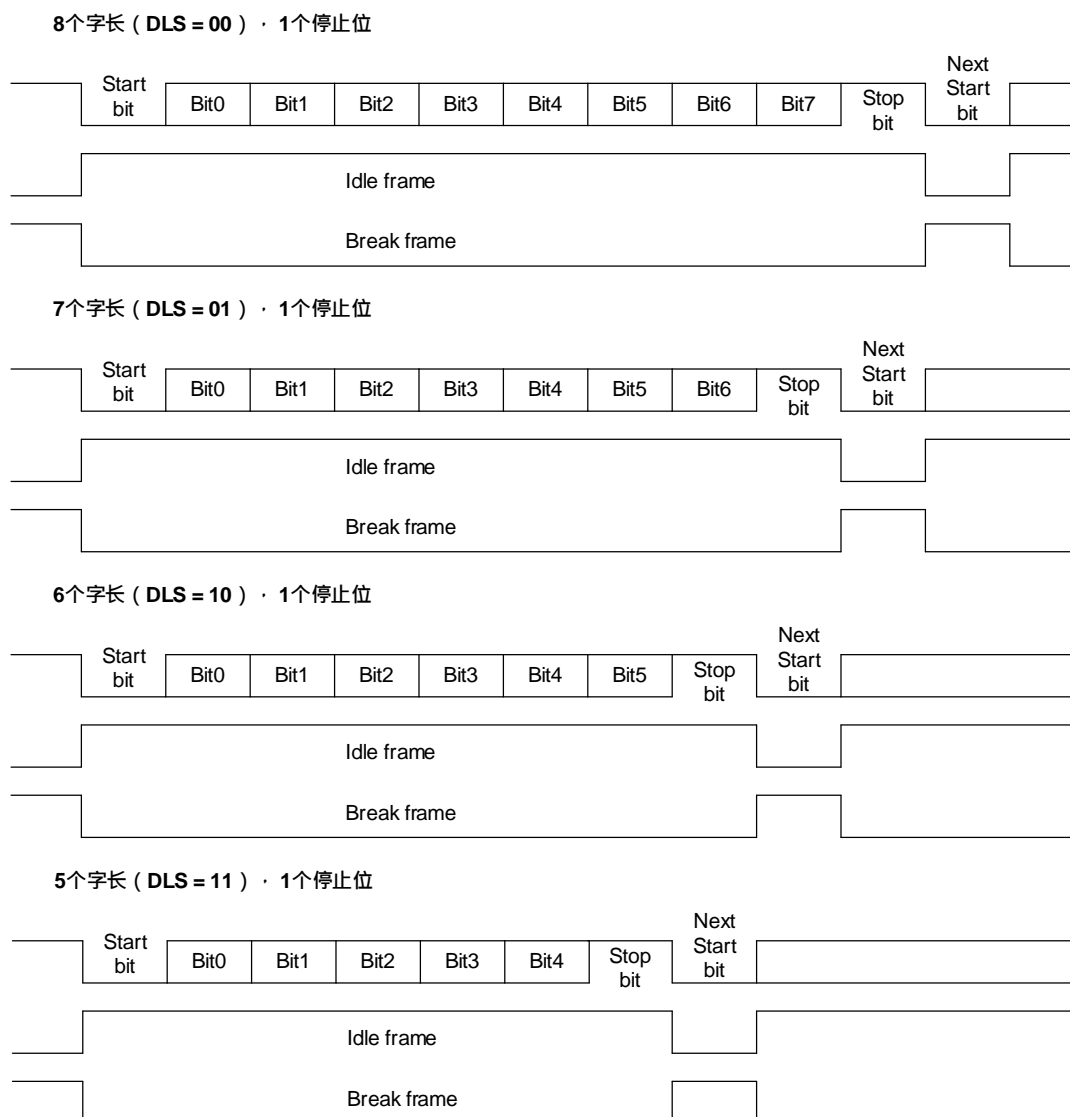 8个字长（DLS = 00），1个停止位
Start bit Bit0 Bit1 Bit2 Bit3 Bit4 Bit5 Bit6 Bit7 Stop bit Next Start bit
Idle frame
Break frame
7个字长（DLS = 01），1个停止位
Start bit Bit0 Bit1 Bit2 Bit3 Bit4 Bit5 Bit6 Stop bit Next Start bit
Idle frame
Break frame
6个字长（DLS = 10），1个停止位
Start bit Bit0 Bit1 Bit2 Bit3 Bit4 Bit5 Stop bit Next Start bit
Idle frame
Break frame
5个字长（DLS = 11），1个停止位
Start bit Bit0 Bit1 Bit2 Bit3 Bit4 Stop bit Next Start bit
Idle frame
Break frame